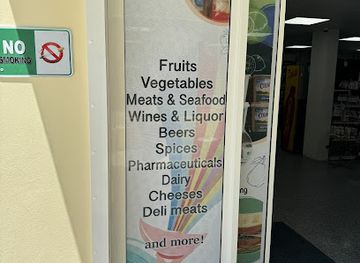 NO
SMOKING
Fruits
Vegetables
Meats & Seafood
Wines & Liquor
Beers
Spices
Pharmaceuticals
Dairy
Cheeses
Deli meats
and more!